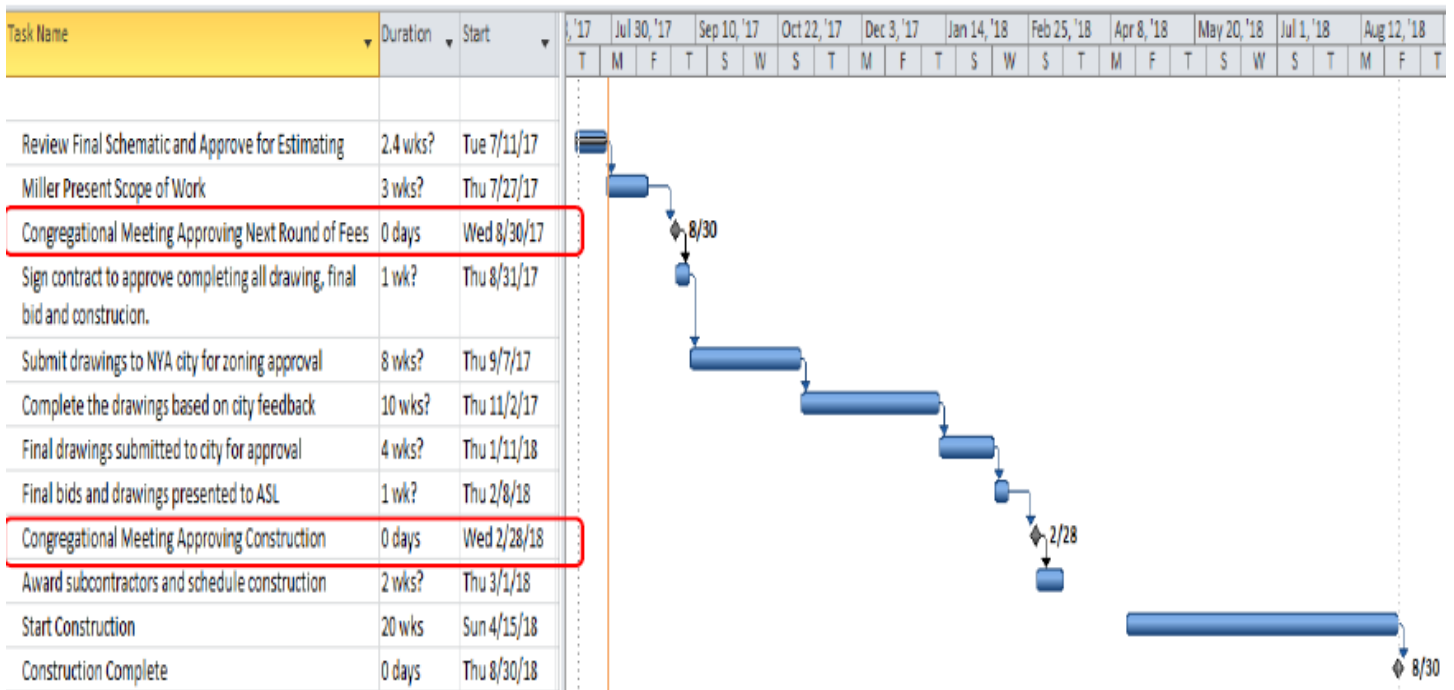 Task Name Duration Start , '17 Jul 30, '17 Sep 10, '17 Oct 22, '17 Dec 3, '17 Jan 14, '18 Feb 25, '18 Apr 8, '18 May 20, '18 Jul 1, '18 Aug 12, '18
T M F T S W S T M F T S W S T M F T S W S T M F T
Review Final Schematic and Approve for Estimating 2.4 wks? Tue 7/11/17
Miller Present Scope of Work 3 wks? Thu 7/27/17
Congregational Meeting Approving Next Round of Fees 0 days Wed 8/30/17 8/30
Sign contract to approve completing all drawing, final 1 wk? Thu 8/31/17
bid and construcion.
Submit drawings to NYA city for zoning approval 8 wks? Thu 9/7/17
Complete the drawings based on city feedback 10 wks? Thu 11/2/17
Final drawings submitted to city for approval 4 wks? Thu 1/11/18
Final bids and drawings presented to ASL 1 wk? Thu 2/8/18
Congregational Meeting Approving Construction 0 days Wed 2/28/18 2/28
Award subcontractors and schedule construction 2 wks? Thu 3/1/18
Start Construction 20 wks Sun 4/15/18
Construction Complete 0 days Thu 8/30/18 8/30